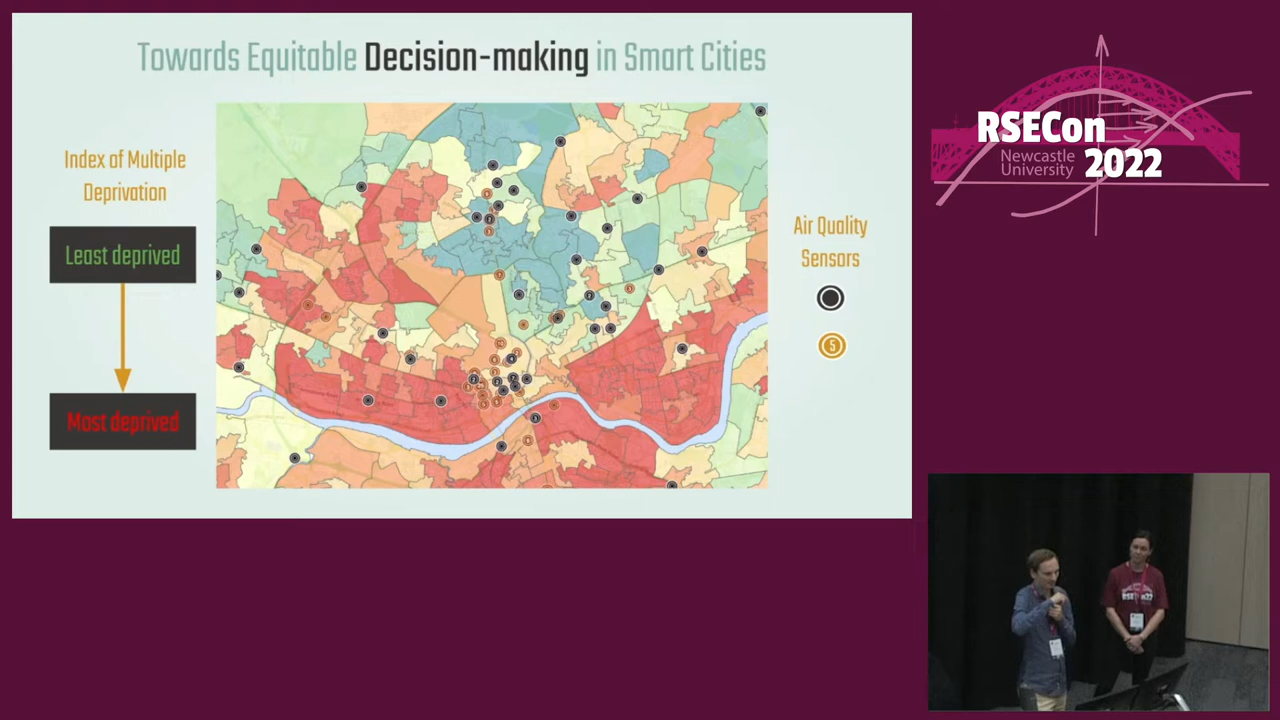 Towards Equitable Decision-making in Smart Cities
Index of Multiple
Deprivation
Least deprived
Most deprived
Air Quality
Sensors
5
RSECon
Newcastle
University
2022